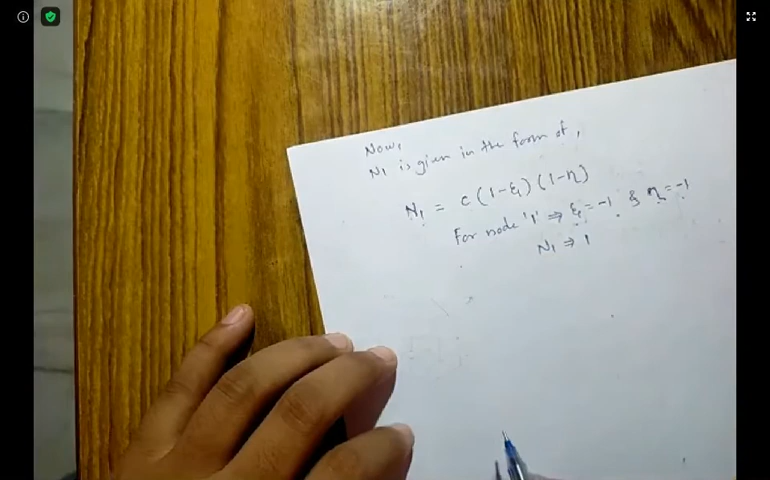 Now,
N₁ is given in the form of,
N₁ = c (1-ξ) (1-η)
For node '1' ⇒ ξ = -1 & η = -1
N₁ ⇒ 1